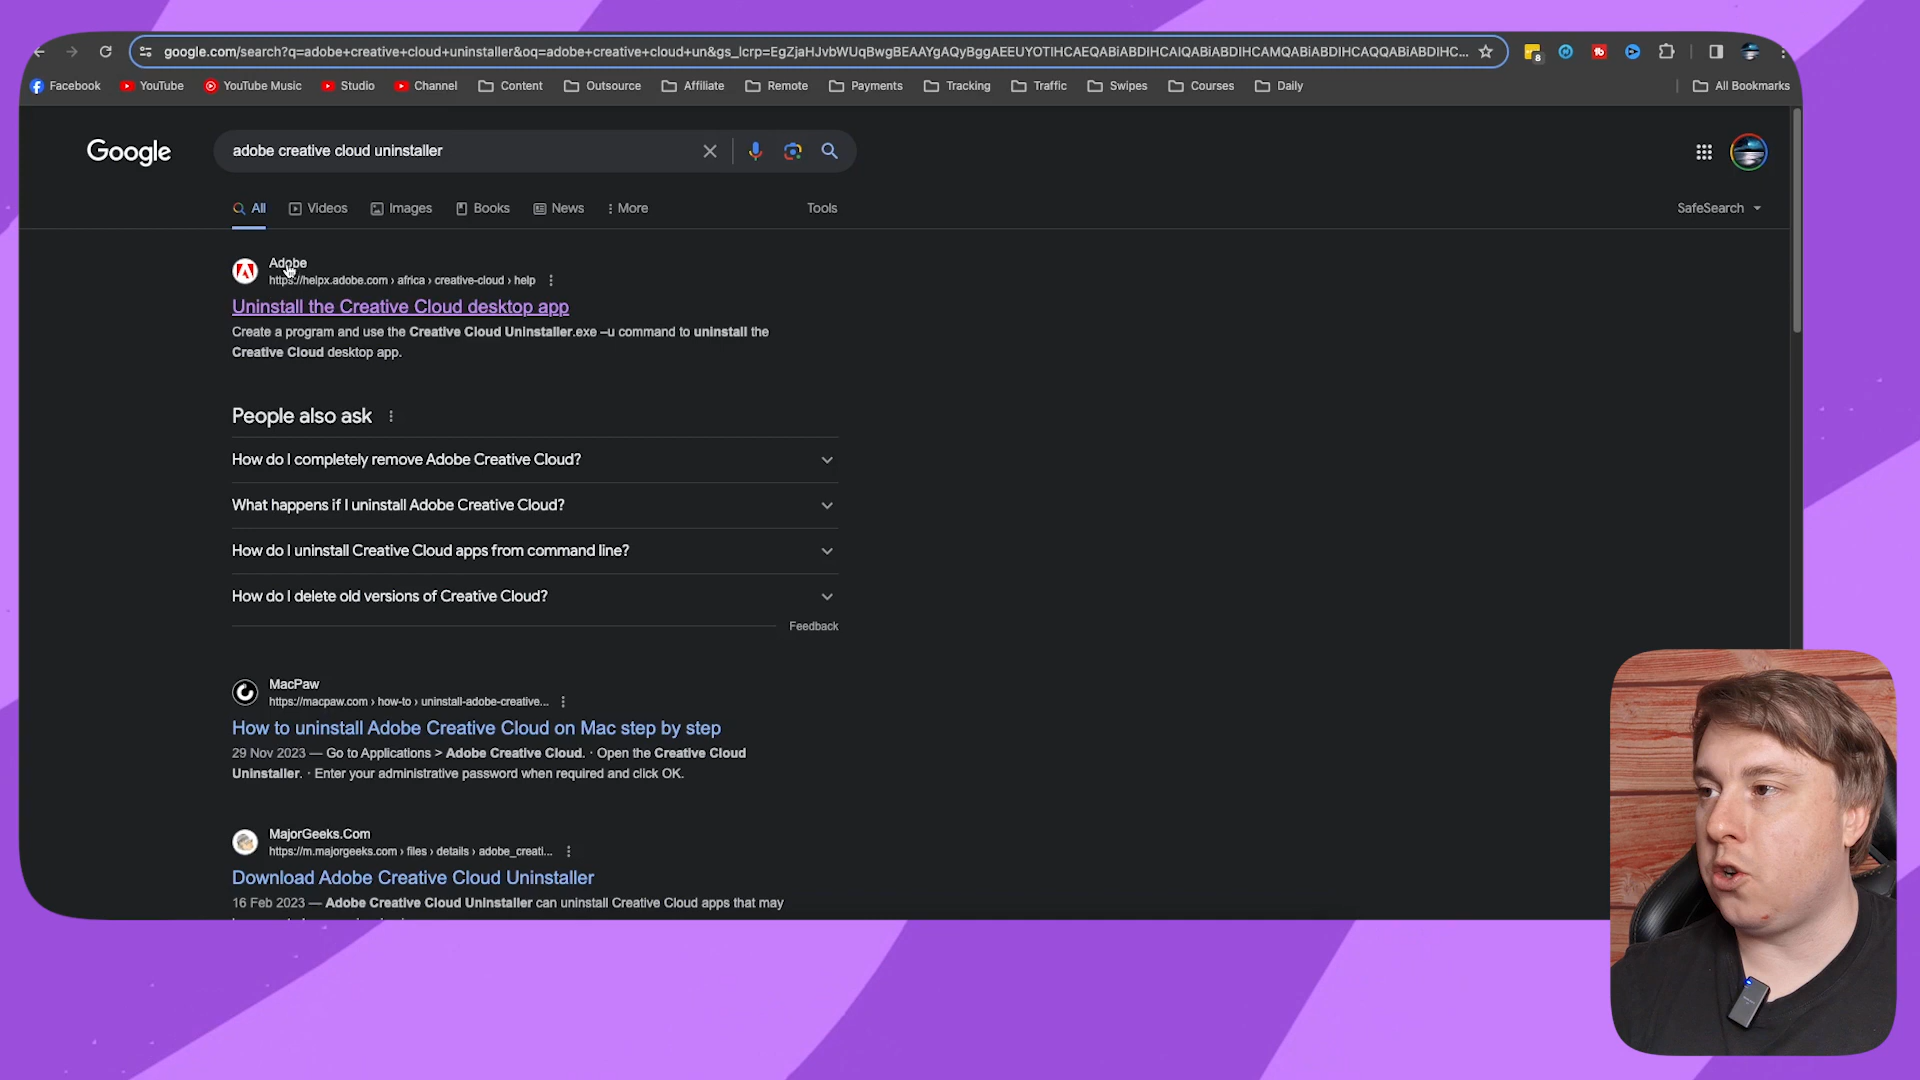 google.com/search?q=adobe+creative+cloud+uninstaller&oq=adobe+creative+cloud+un&gs_lcrp=EgZjaHJvbWUqBwgBEAAYgAQyBggAEEUYOTIHCAEQABiABDIHCAIQABiABDIHCAMQABiABDIHCAQQABiABDIHC...
8
Facebook YouTube YouTube Music Studio Channel Content Outsource Affiliate Remote Payments Tracking Traffic Swipes Courses Daily All Bookmarks
Google
adobe creative cloud uninstaller
All Videos Images Books News More Tools SafeSearch
Adobe
https://helpx.adobe.com › africa › creative-cloud › help
Uninstall the Creative Cloud desktop app
Create a program and use the Creative Cloud Uninstaller.exe –u command to uninstall the
Creative Cloud desktop app.
People also ask
How do I completely remove Adobe Creative Cloud?
What happens if I uninstall Adobe Creative Cloud?
How do I uninstall Creative Cloud apps from command line?
How do I delete old versions of Creative Cloud?
Feedback
MacPaw
https://macpaw.com › how-to › uninstall-adobe-creative...
How to uninstall Adobe Creative Cloud on Mac step by step
29 Nov 2023 — Go to Applications > Adobe Creative Cloud. · Open the Creative Cloud
Uninstaller. · Enter your administrative password when required and click OK.
MajorGeeks.Com
https://m.majorgeeks.com › files › details › adobe_creati...
Download Adobe Creative Cloud Uninstaller
16 Feb 2023 — Adobe Creative Cloud Uninstaller can uninstall Creative Cloud apps that may